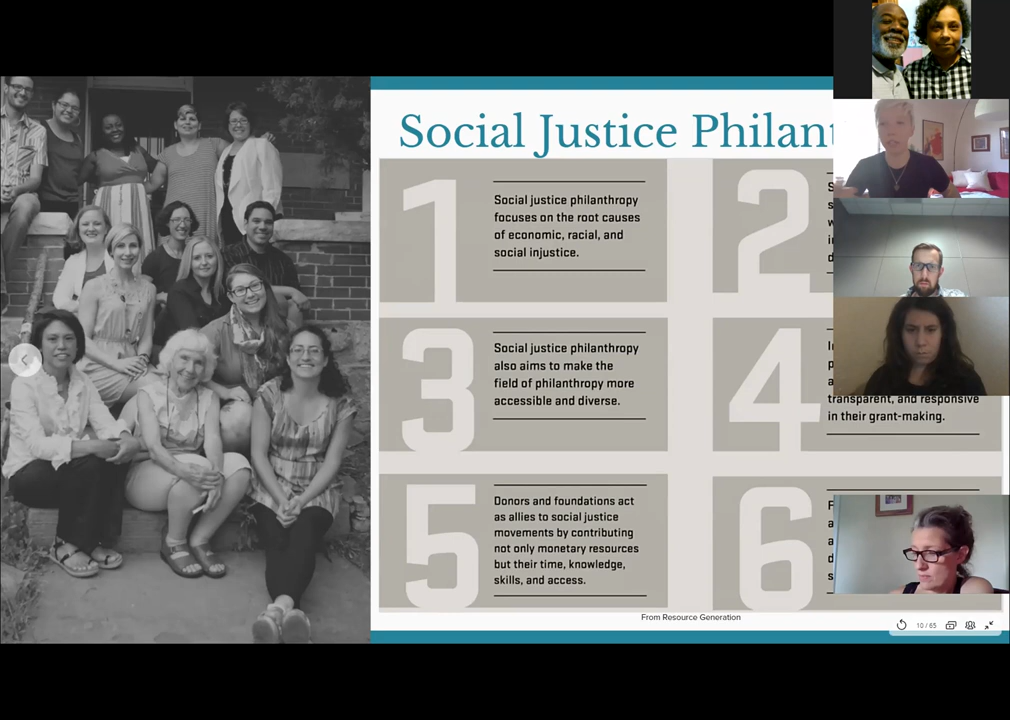 Social Justice Philant
1
Social justice philanthropy
focuses on the root causes
of economic, racial, and
social injustice.
2
3
Social justice philanthropy
also aims to make the
field of philanthropy more
accessible and diverse.
4
transparent, and responsive
in their grant-making.
5
Donors and foundations act
as allies to social justice
movements by contributing
not only monetary resources
but their time, knowledge,
skills, and access.
6
From Resource Generation
10 / 65